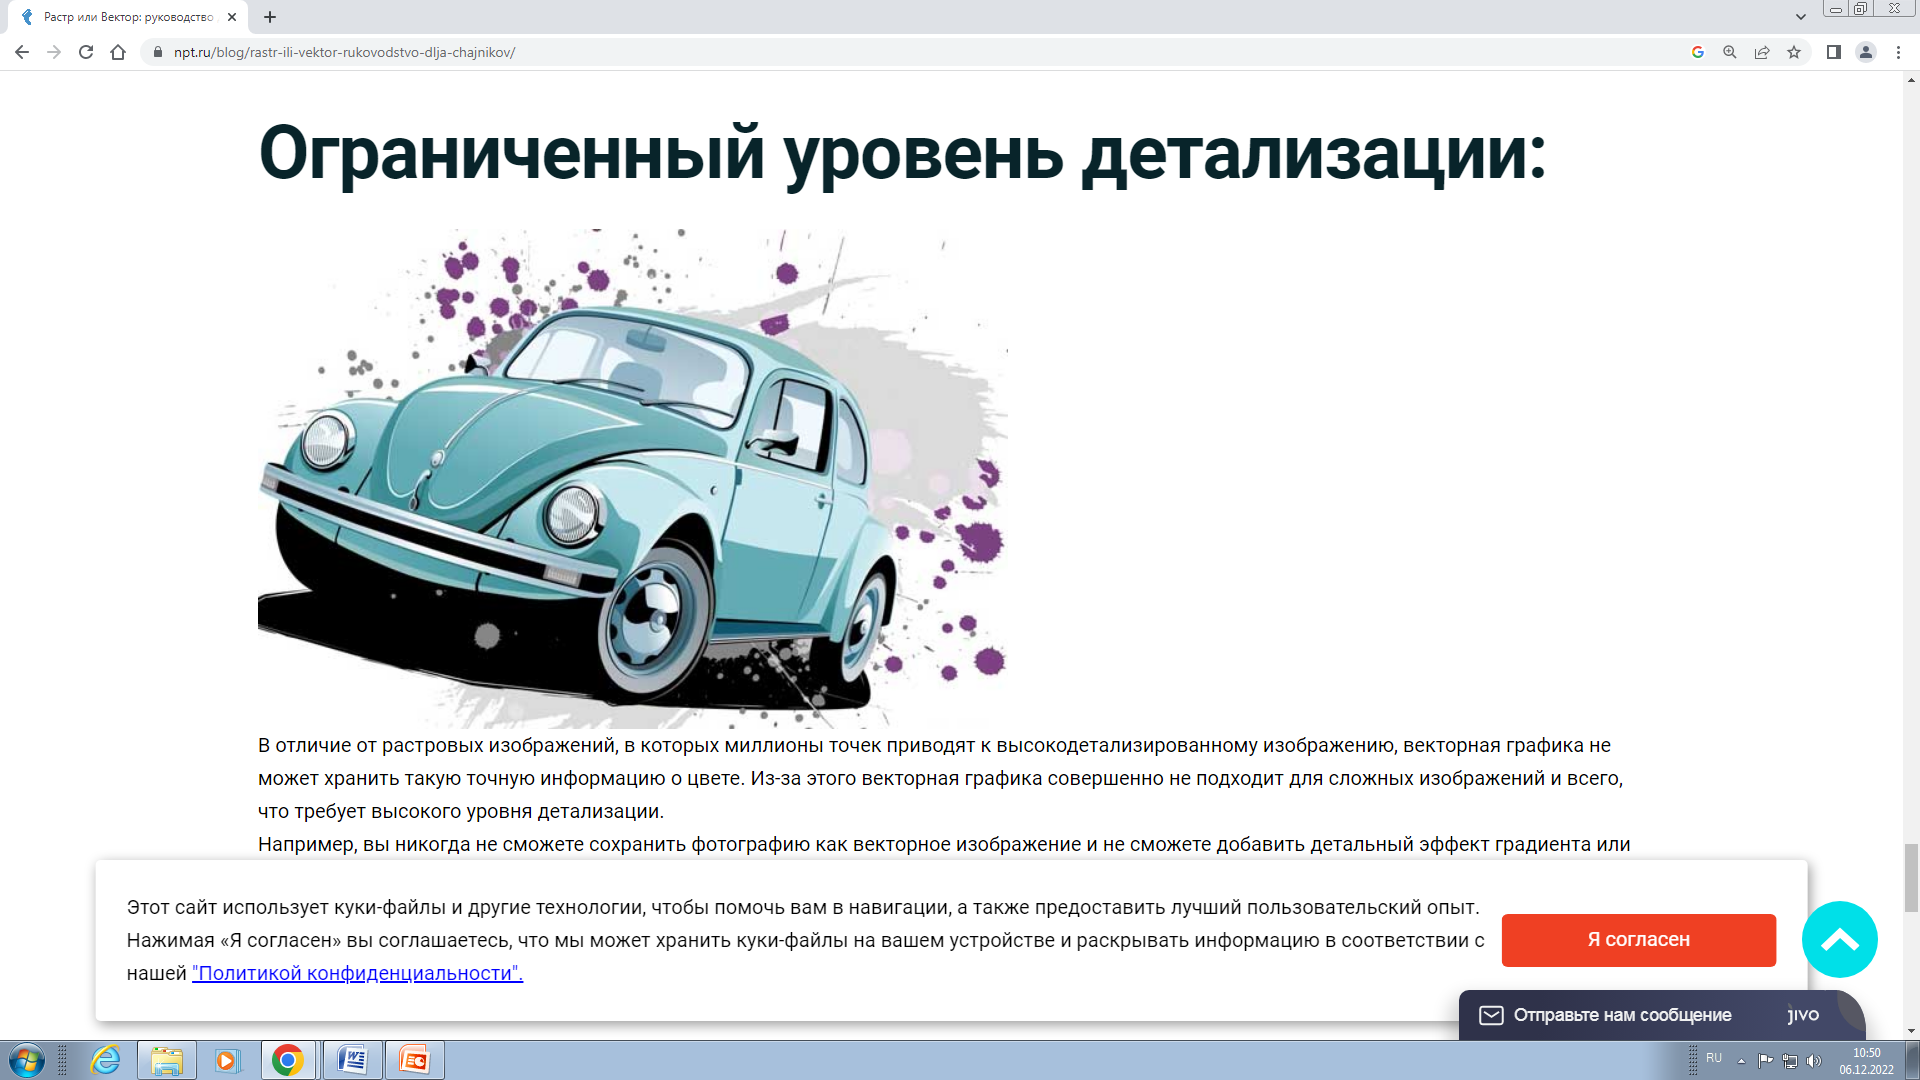 Растр или Вектор: руководство
npt.ru/blog/rastr-ili-vektor-rukovodstvo-dlja-chajnikov/
Ограниченный уровень детализации:
В отличие от растровых изображений, в которых миллионы точек приводят к высокодетализированному изображению, векторная графика не
может хранить такую точную информацию о цвете. Из-за этого векторная графика совершенно не подходит для сложных изображений и всего,
что требует высокого уровня детализации.
Например, вы никогда не сможете сохранить фотографию как векторное изображение и не сможете добавить детальный эффект градиента или
Этот сайт использует куки-файлы и другие технологии, чтобы помочь вам в навигации, а также предоставить лучший пользовательский опыт.
Нажимая «Я согласен» вы соглашаетесь, что мы может хранить куки-файлы на вашем устройстве и раскрывать информацию в соответствии с
нашей "Политикой конфиденциальности".
Я согласен
Отправьте нам сообщение jivo
RU
10:50
06.12.2022